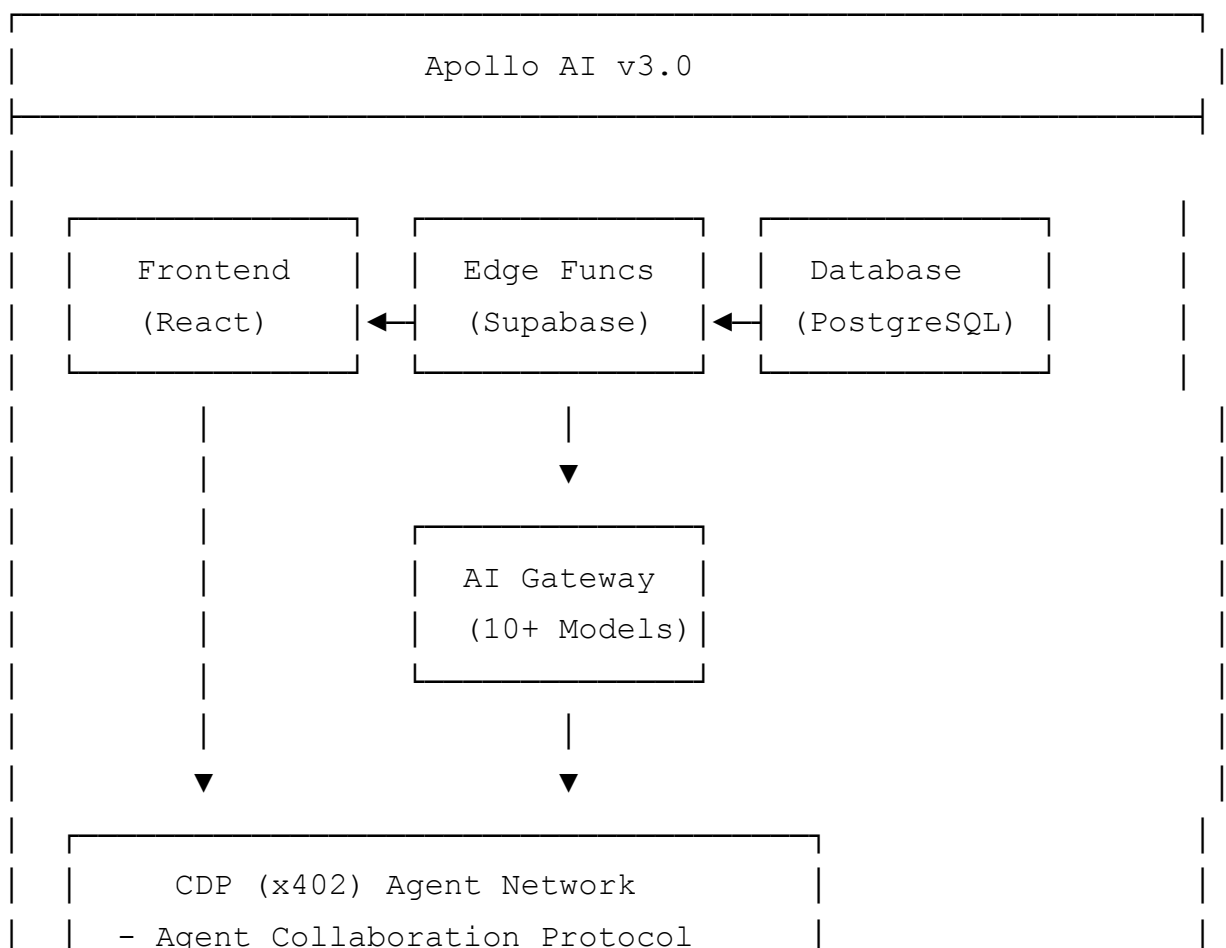 Apollo AI v3.0
Frontend Edge Funcs Database
(React) (Supabase) (PostgreSQL)
AI Gateway
(10+ Models)
CDP (x402) Agent Network
- Agent Collaboration Protocol